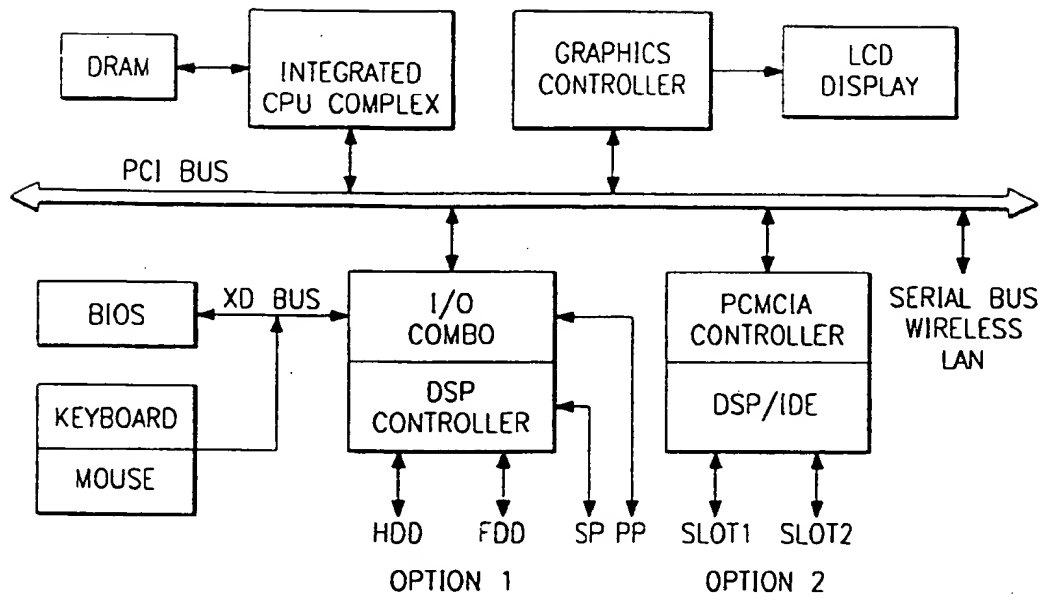 DRAM
INTEGRATED
CPU COMPLEX
GRAPHICS
CONTROLLER
LCD
DISPLAY
PCI BUS
BIOS
XD BUS
I/O
COMBO
PCMCIA
CONTROLLER
SERIAL BUS
WIRELESS
LAN
KEYBOARD
MOUSE
DSP
CONTROLLER
DSP/IDE
HDD
FDD
SP
PP
SLOT1
SLOT2
OPTION 1
OPTION 2